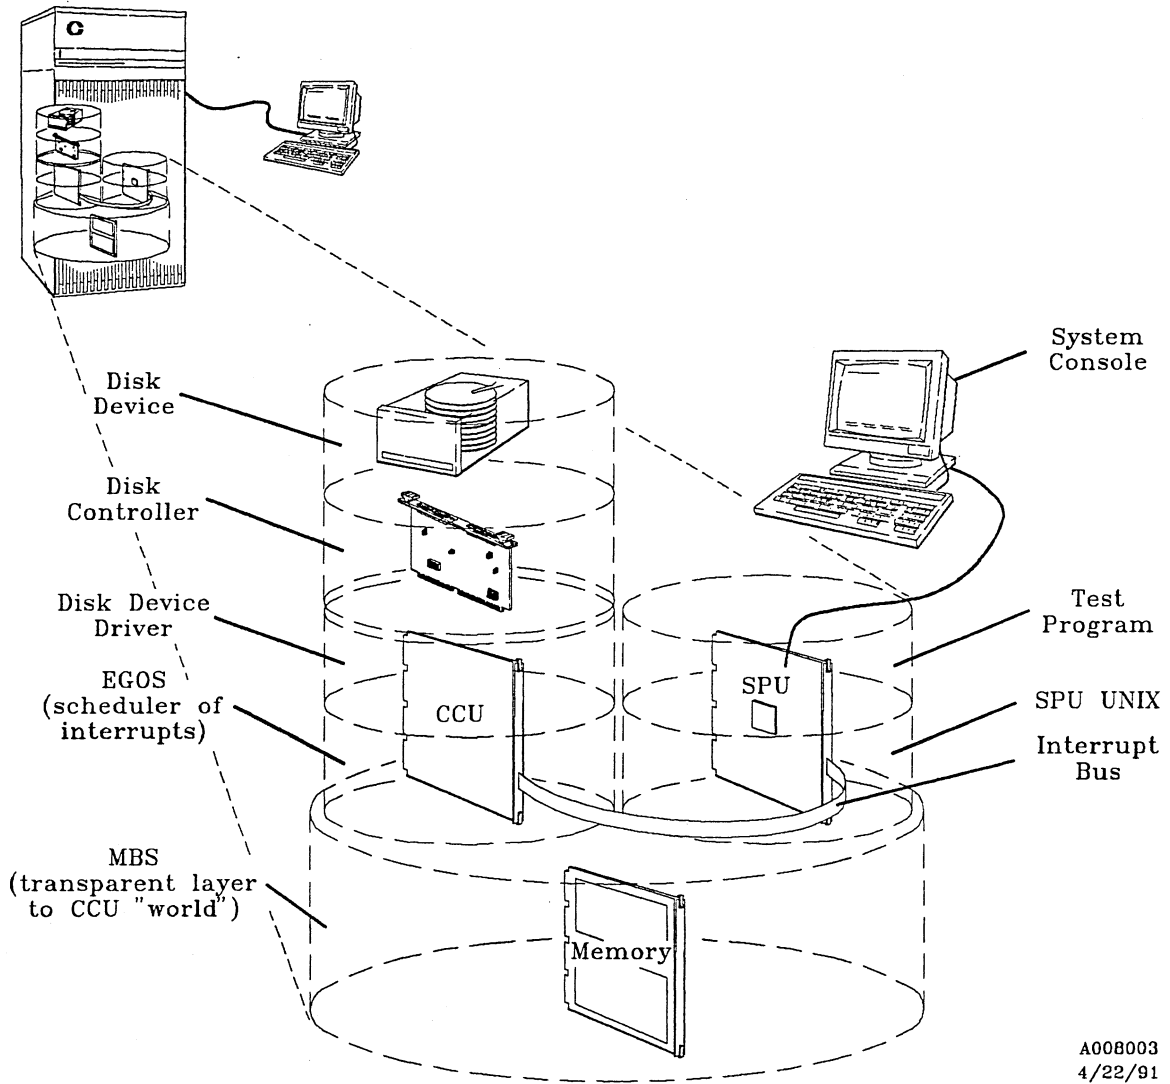 C
System
Console
Disk
Device
Disk
Controller
Disk Device
Driver
Test
Program
EGOS
(scheduler of
interrupts)
CCU
SPU
SPU UNIX
Interrupt
Bus
MBS
(transparent layer
to CCU "world")
Memory
A008003
4/22/91